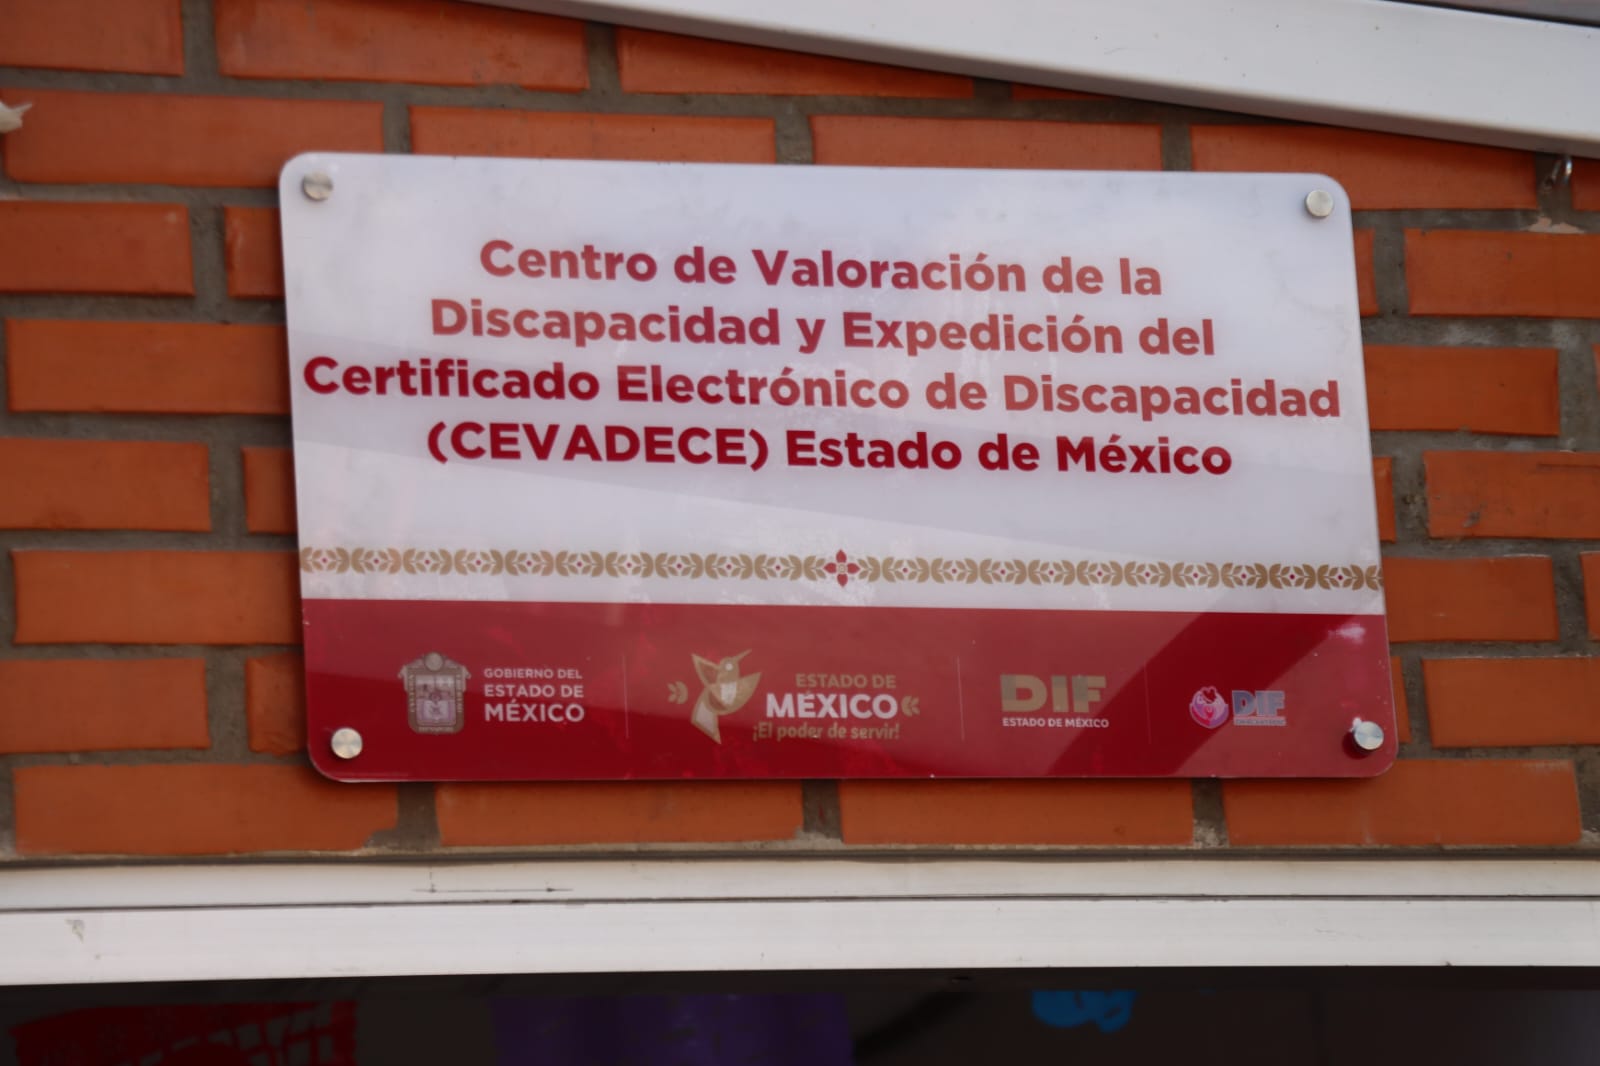 Centro de Valoración de la
Discapacidad y Expedición del
Certificado Electrónico de Discapacidad
(CEVADECE) Estado de México
GOBIERNO DEL
ESTADO DE
MÉXICO
ESTADO DE
MÉXICO
¡El poder de servir!
DIF
ESTADO DE MÉXICO
DIF